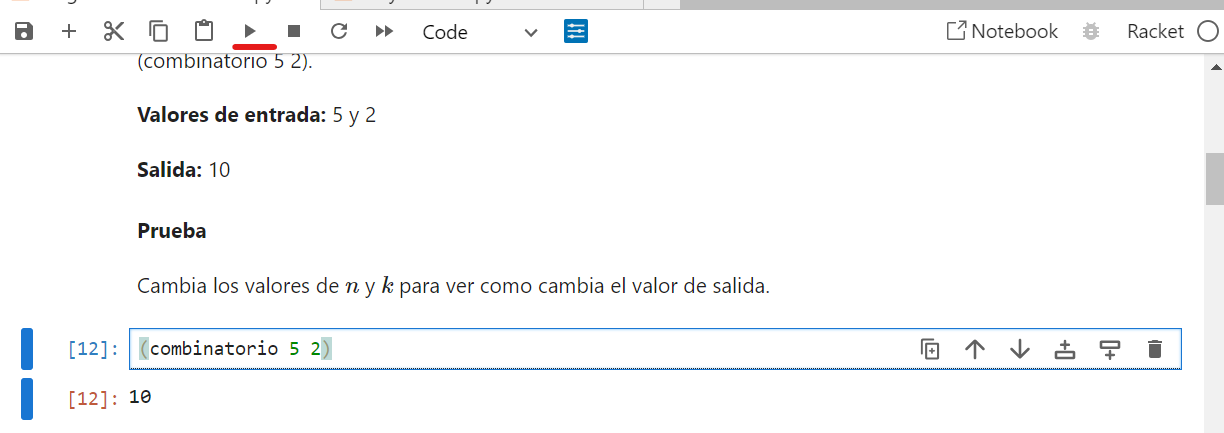 Code
Notebook
Racket
(combinatorio 5 2).
Valores de entrada: 5 y 2
Salida: 10
Prueba
Cambia los valores de n y k para ver como cambia el valor de salida.
[12]: (combinatorio 5 2)
[12]: 10